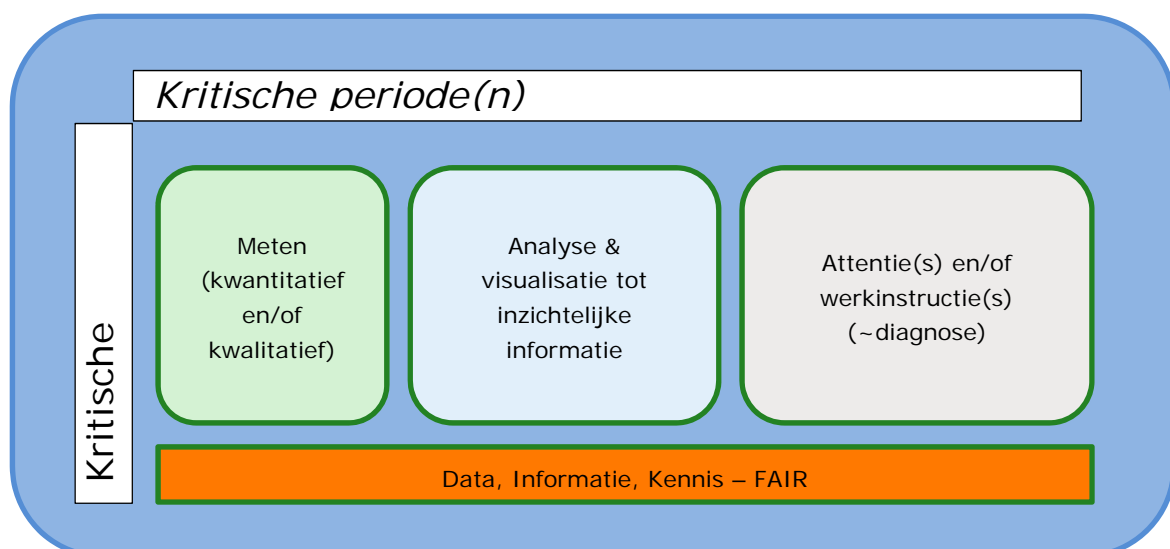 Kritische periode(n)
Kritische
Meten
(kwantitatief
en/of
kwalitatief)
Analyse &
visualisatie tot
inzichtelijke
informatie
Attentie(s) en/of
werkinstructie(s)
(~diagnose)
Data, Informatie, Kennis – FAIR